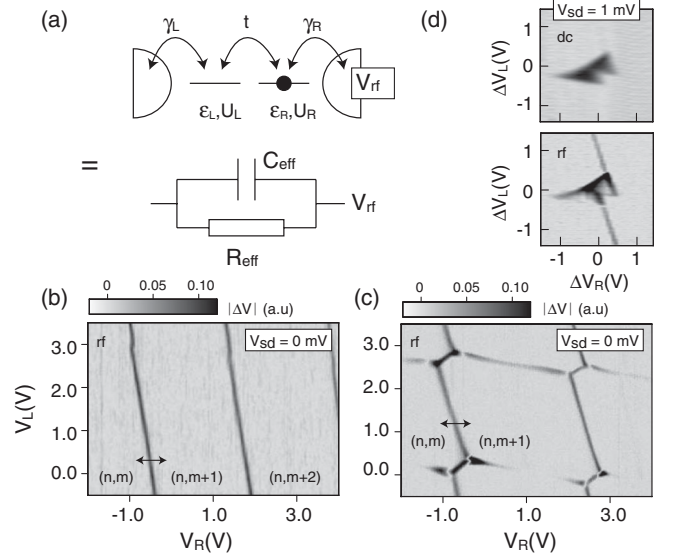 (a)
γL t γR
Vrf
εL,UL εR,UR
=
Ceff
Vrf
Reff
(d)
Vsd = 1 mV
dc
ΔVL(V)
1
0
-1
rf
ΔVL(V)
1
0
-1
-1 0 1
ΔVR(V)
(b)
0 0.05 0.10
|ΔV| (a.u)
rf
Vsd = 0 mV
VL(V)
3.0
2.0
1.0
0.0
(n,m) (n,m+1) (n,m+2)
-1.0 1.0 3.0
VR(V)
(c)
0 0.05 0.10
|ΔV| (a.u)
rf
Vsd = 0 mV
3.0
2.0
1.0
0.0
(n,m) (n,m+1)
-1.0 1.0 3.0
VR(V)